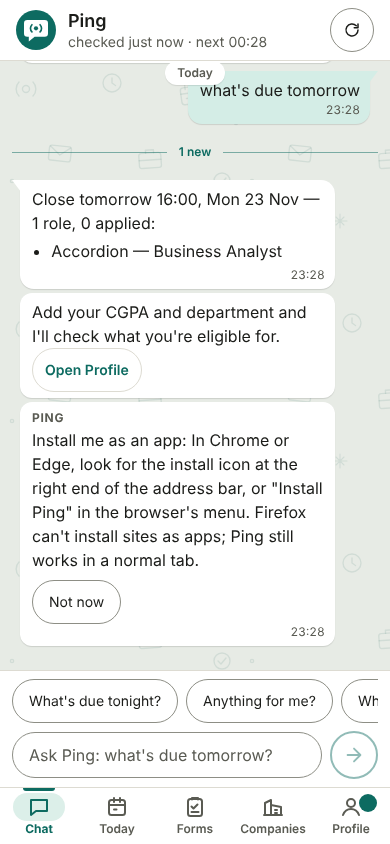 Ping
checked just now · next 00:28
Today
what's due tomorrow
23:28
1 new
Close tomorrow 16:00, Mon 23 Nov —
1 role, 0 applied:
• Accordion — Business Analyst
23:28
Add your CGPA and department and
I'll check what you're eligible for.
Open Profile
PING
Install me as an app: In Chrome or
Edge, look for the install icon at the
right end of the address bar, or "Install
Ping" in the browser's menu. Firefox
can't install sites as apps; Ping still
works in a normal tab.
Not now
23:28
What's due tonight?
Anything for me?
Wh
Ask Ping: what's due tomorrow?
Chat
Today
Forms
Companies
Profile